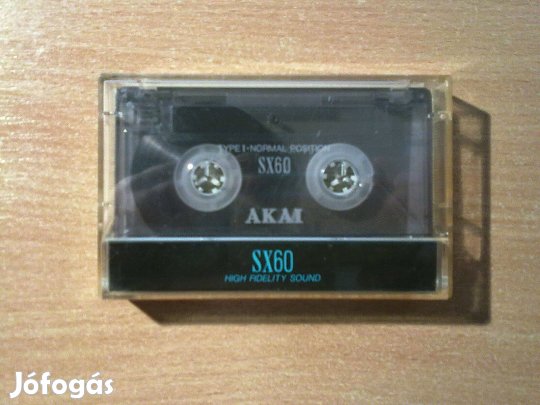 TYPE I-NORMAL POSITION
SX60
AKAI
SX60
HIGH FIDELITY SOUND
Jófogás